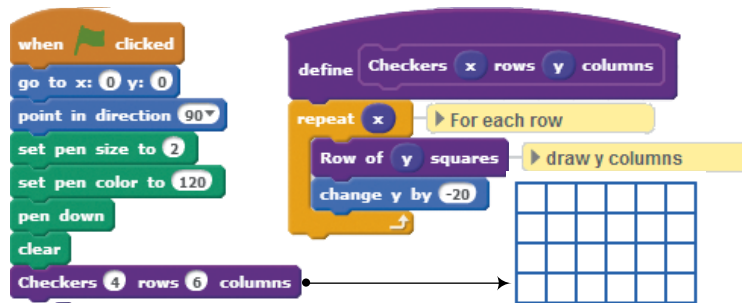 when clicked
go to x: 0 y: 0
point in direction 90
set pen size to 2
set pen color to 120
pen down
clear
Checkers 4 rows 6 columns
define Checkers x rows y columns
repeat x
For each row
Row of y squares
draw y columns
change y by -20